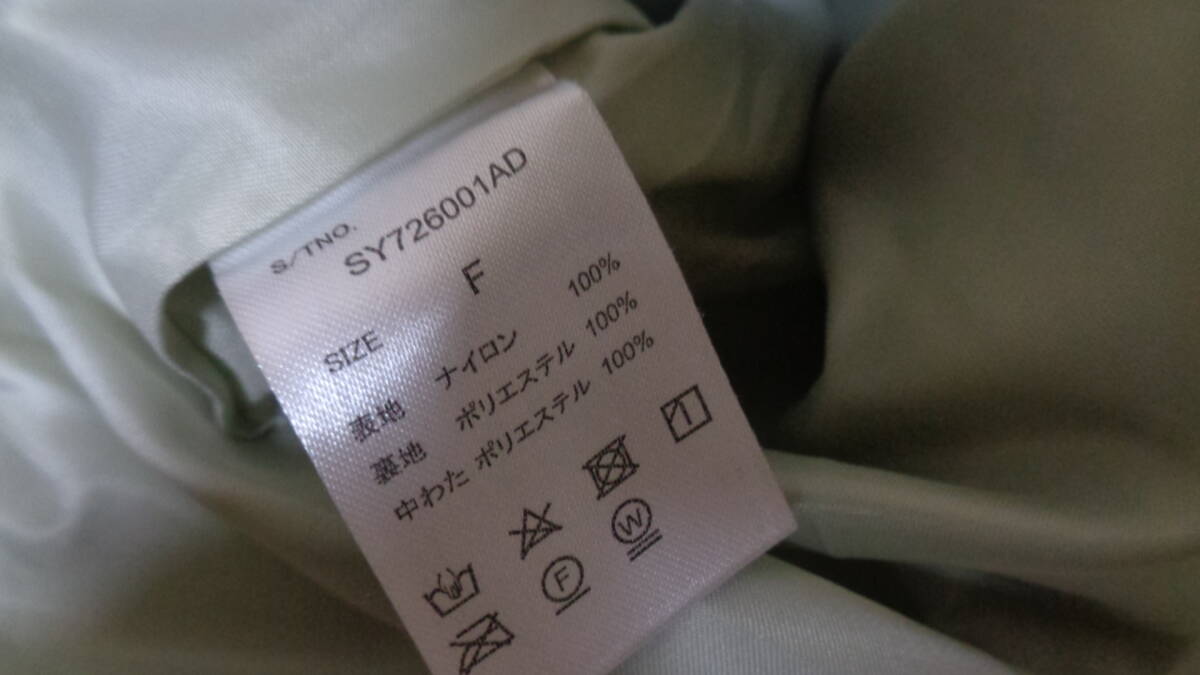 S/TNO.
SY726001AD
SIZE F
表地 ナイロン 100%
裏地 ポリエステル 100%
中わた ポリエステル 100%
F
W